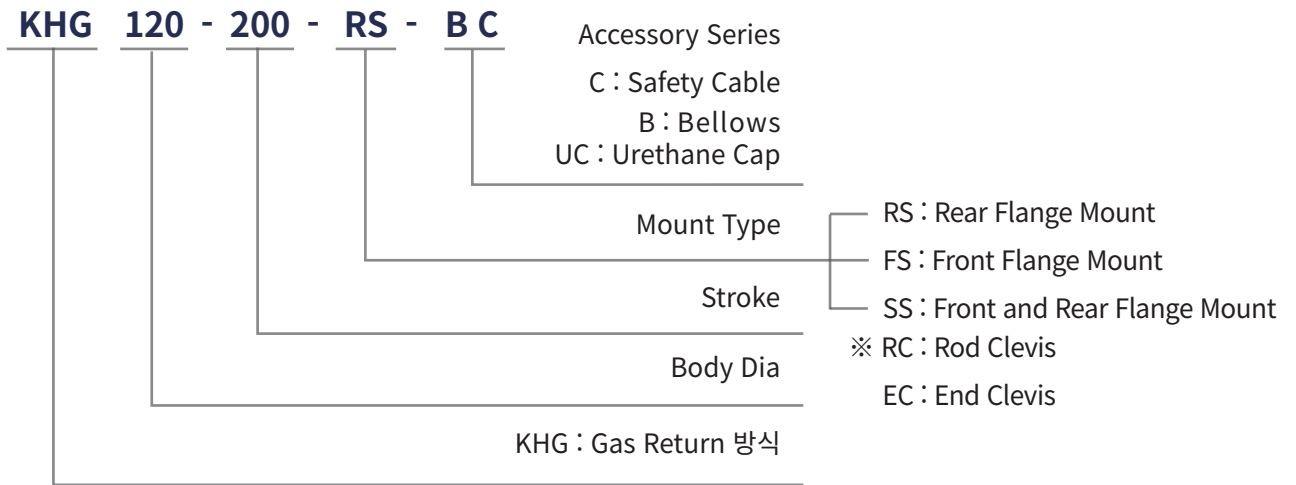 KHG 120 - 200 - RS - B C
Accessory Series
C : Safety Cable
B : Bellows
UC : Urethane Cap
Mount Type
RS : Rear Flange Mount
FS : Front Flange Mount
SS : Front and Rear Flange Mount
※ RC : Rod Clevis
EC : End Clevis
Stroke
Body Dia
KHG : Gas Return 방식